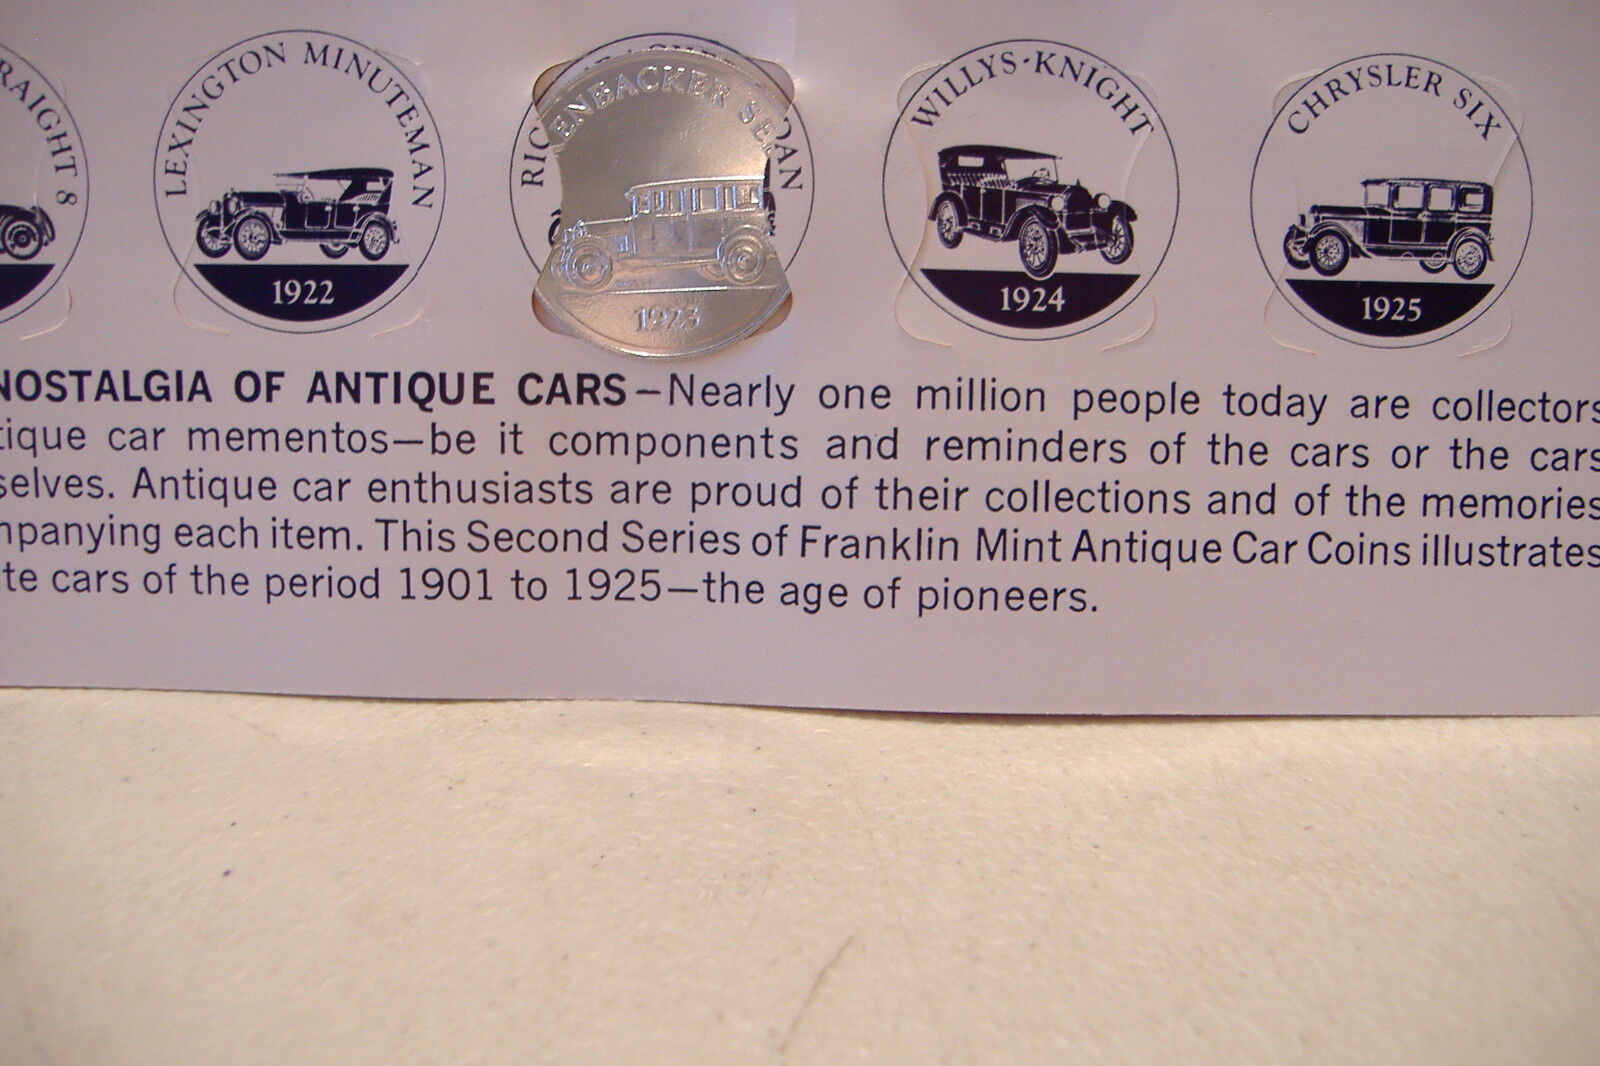 RAIGHT 8
LEXINGTON MINUTEMAN
1922
RICKENBACKER SEDAN
1923
WILLYS-KNIGHT
1924
CHRYSLER SIX
1925
NOSTALGIA OF ANTIQUE CARS—Nearly one million people today are collectors
tique car mementos—be it components and reminders of the cars or the cars
selves. Antique car enthusiasts are proud of their collections and of the memories
mpanying each item. This Second Series of Franklin Mint Antique Car Coins illustrates
te cars of the period 1901 to 1925—the age of pioneers.